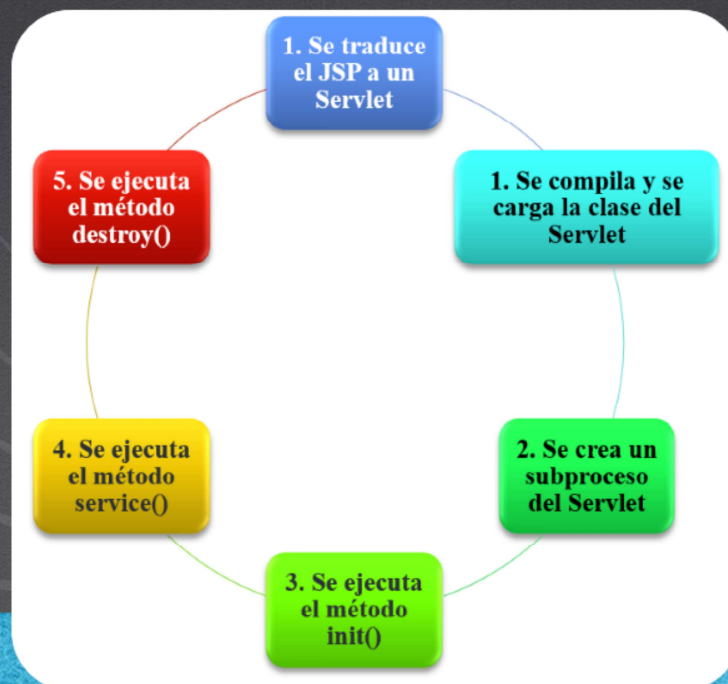 1. Se traduce
el JSP a un
Servlet
1. Se compila y se
carga la clase del
Servlet
2. Se crea un
subproceso
del Servlet
3. Se ejecuta
el método
init()
4. Se ejecuta
el método
service()
5. Se ejecuta
el método
destroy()